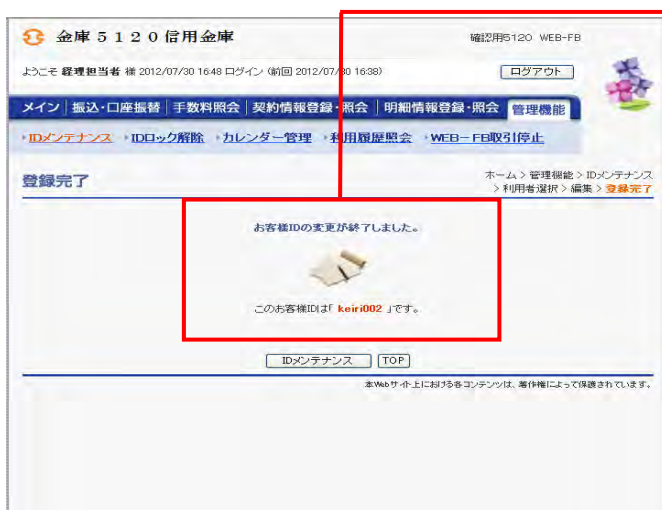 金庫5120信用金庫
確認用5120 WEB-FB
ようこそ 経理担当者 様 2012/07/30 16:48 ログイン (前回 2012/07/30 16:38)
ログアウト
メイン 振込・口座振替 手数料照会 契約情報登録・照会 明細情報登録・照会 管理機能
IDメンテナンス IDロック解除 カレンダー管理 利用履歴照会 WEB-FB取引停止
登録完了
ホーム > 管理機能 > IDメンテナンス
> 利用者選択 > 編集 > 登録完了
お客様IDの変更が終了しました。
このお客様IDは「 keiri002 」です。
IDメンテナンス TOP
本Webサイト上における各コンテンツは、著作権によって保護されています。